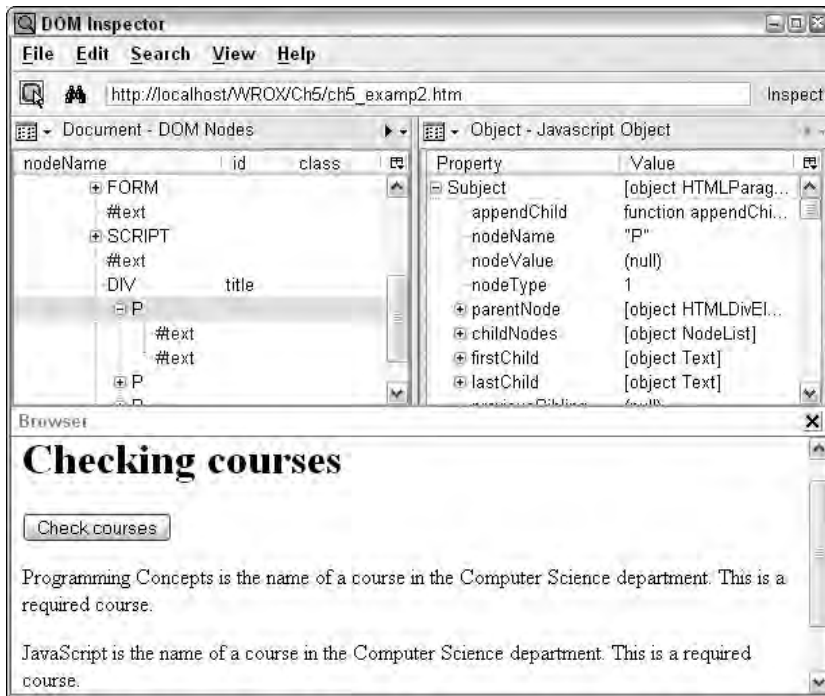 DOM Inspector
File Edit Search View Help
http://localhost/WROX/Ch5/ch5_examp2.htm Inspect
Document - DOM Nodes
nodeName id class
FORM
#text
SCRIPT
#text
DIV title
P
#text
#text
P
Object - Javascript Object
Property Value
Subject [object HTMLParag...
appendChild function appendChi...
nodeName "P"
nodeValue (null)
nodeType 1
parentNode [object HTMLDivEl...
childNodes [object NodeList]
firstChild [object Text]
lastChild [object Text]
Browser
Checking courses
Check courses
Programming Concepts is the name of a course in the Computer Science department. This is a
required course.
JavaScript is the name of a course in the Computer Science department. This is a required
course.